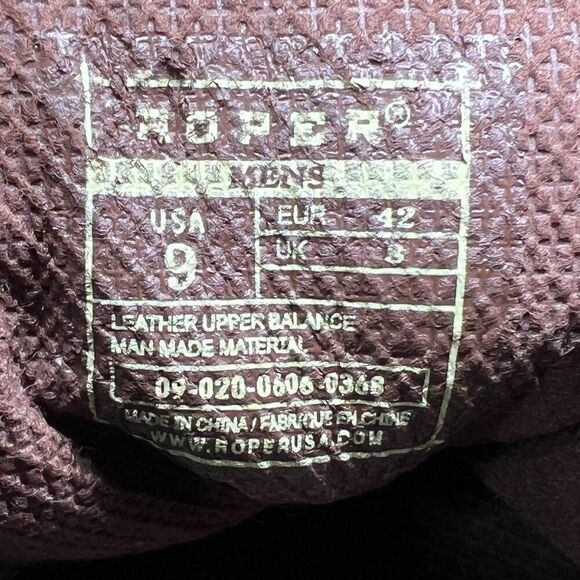 ROPER®
MENS
USA
9
EUR 42
UK 8
LEATHER UPPER BALANCE
MAN MADE MATERIAL
09-020-0606-0368
MADE IN CHINA / FABRIQUE EN CHINE
WWW.ROPERUSA.COM